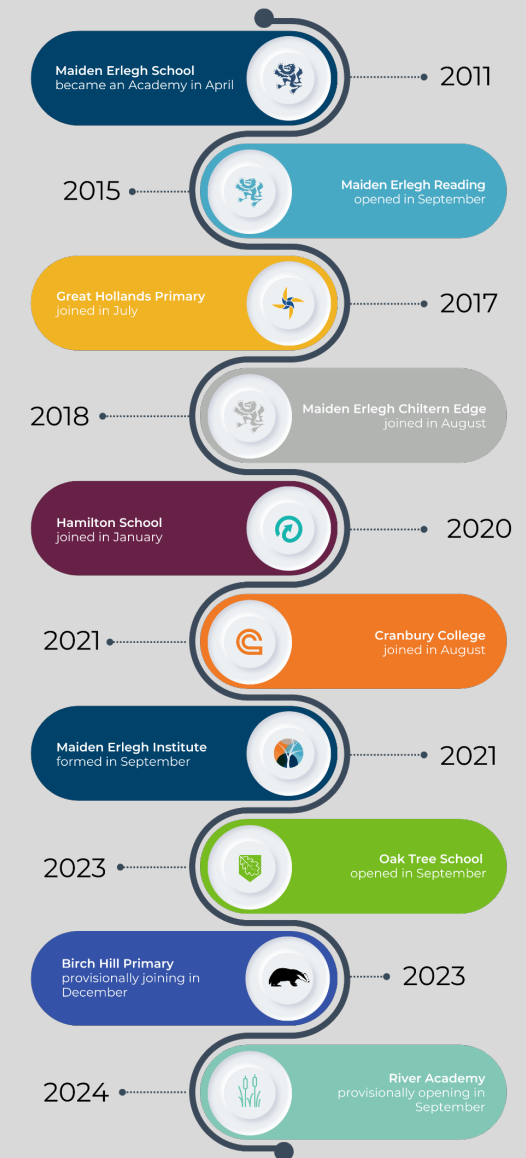 Maiden Erlegh School
became an Academy in April
2011
2015
Maiden Erlegh Reading
opened in September
Great Hollands Primary
joined in July
2017
2018
Maiden Erlegh Chiltern Edge
joined in August
Hamilton School
joined in January
2020
2021
Cranbury College
joined in August
Maiden Erlegh Institute
formed in September
2021
2023
Oak Tree School
opened in September
Birch Hill Primary
provisionally joining in
December
2023
2024
River Academy
provisionally opening in
September